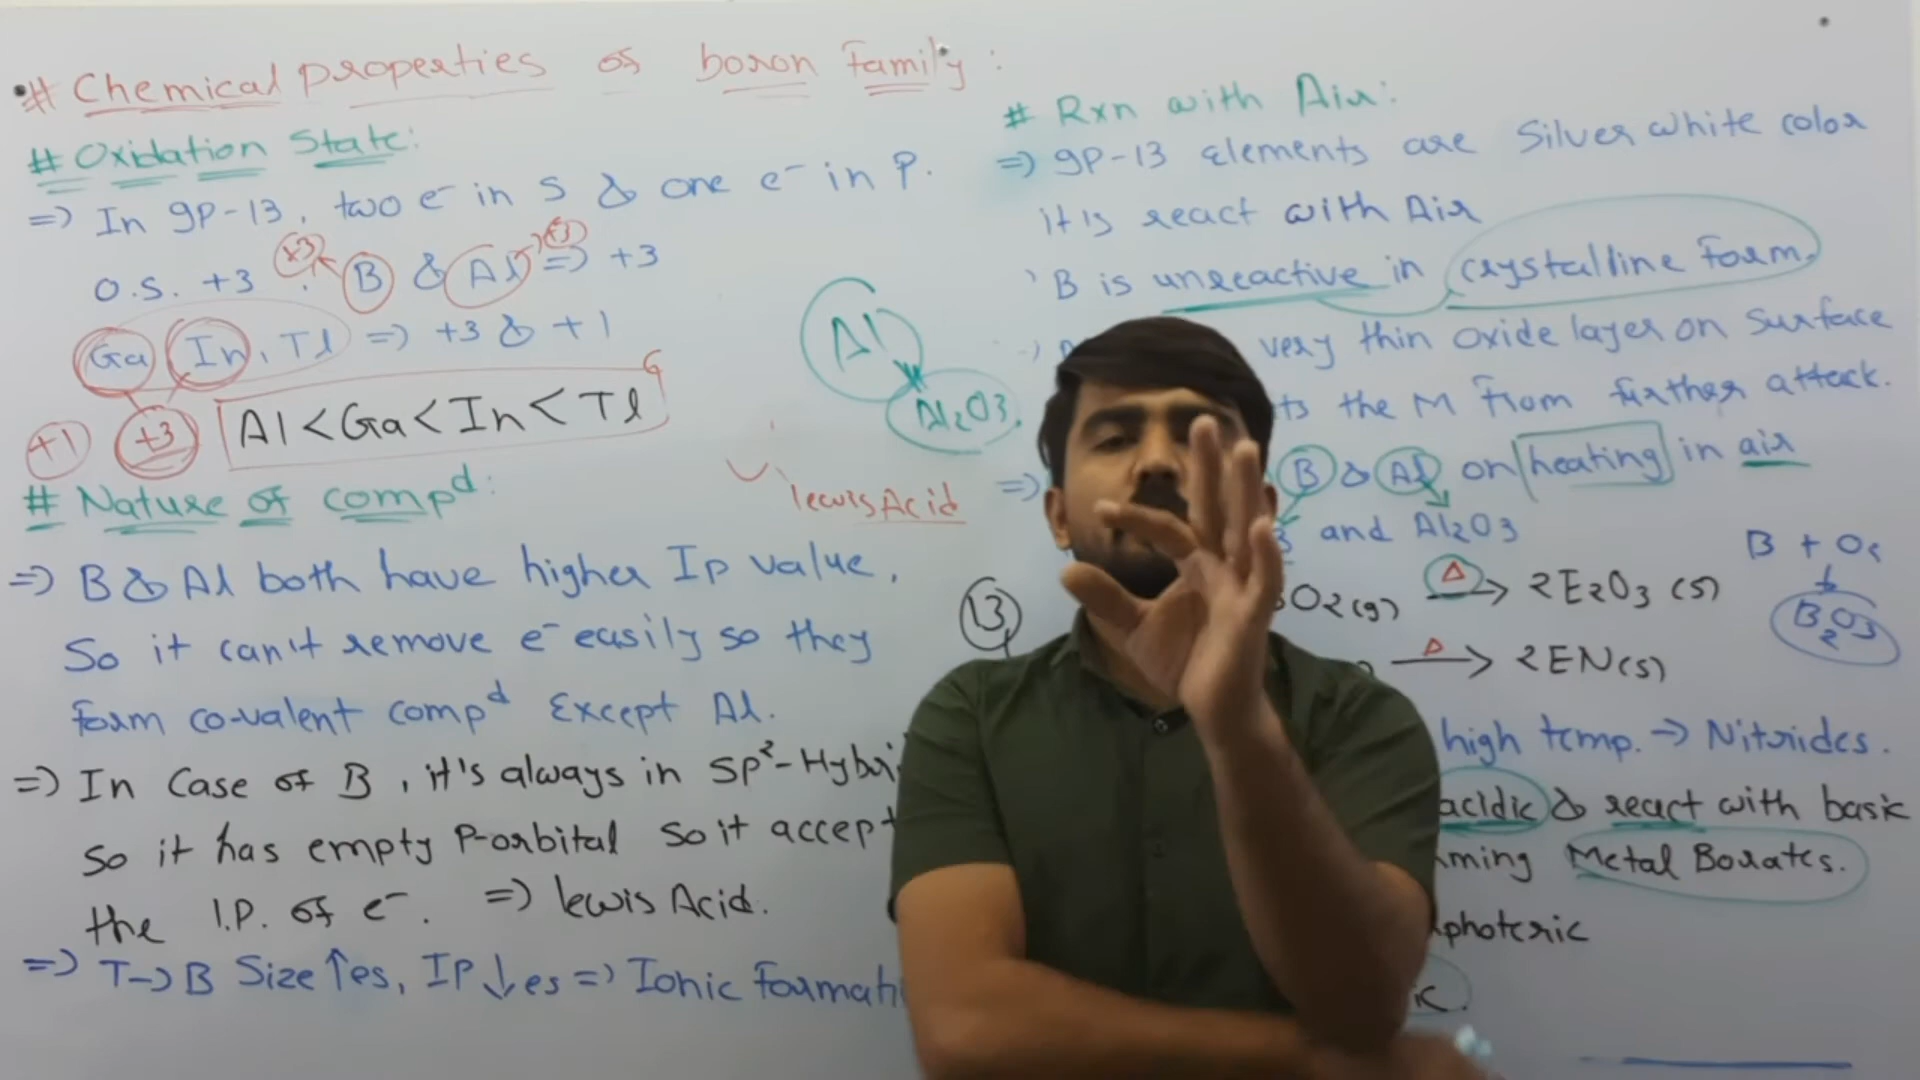 # Chemical properties of boron Family :
# Oxidation State:
=> In gp-13, two e⁻ in S & one e⁻ in P.
O.S. +3 +3 B & Al +3 => +3
Ga, In, Tl => +3 & +1
+1 +3 Al < Ga < In < Tl
# Nature of compd:
=> B & Al both have higher Ip value,
So it can't remove e⁻ easily so they
form co-valent compd Except Al.
=> In Case of B, it's always in SP²-Hybri
So it has empty P-orbital So it accept
the I.P. of e⁻. => lewis Acid.
=> T->B Size ↑es, IP ↓es => Ionic Formati
lewis Acid
Al
Al2O3.
# Rxn with Air:
=> gp-13 Elements are Silver white color
it is react with Air
B is unreactive in crystalline form.
very thin oxide layer on surface
ts the M from further attack.
=> B & Al on heating in air
3 and Al2O3
B + O2
↓
B2O3
13
O2(g) Δ-> 2E2O3 (S)
Δ-> 2EN(s)
high temp. -> Nitrides.
acidic & react with basic
ming Metal Borates.
photeric
ic.